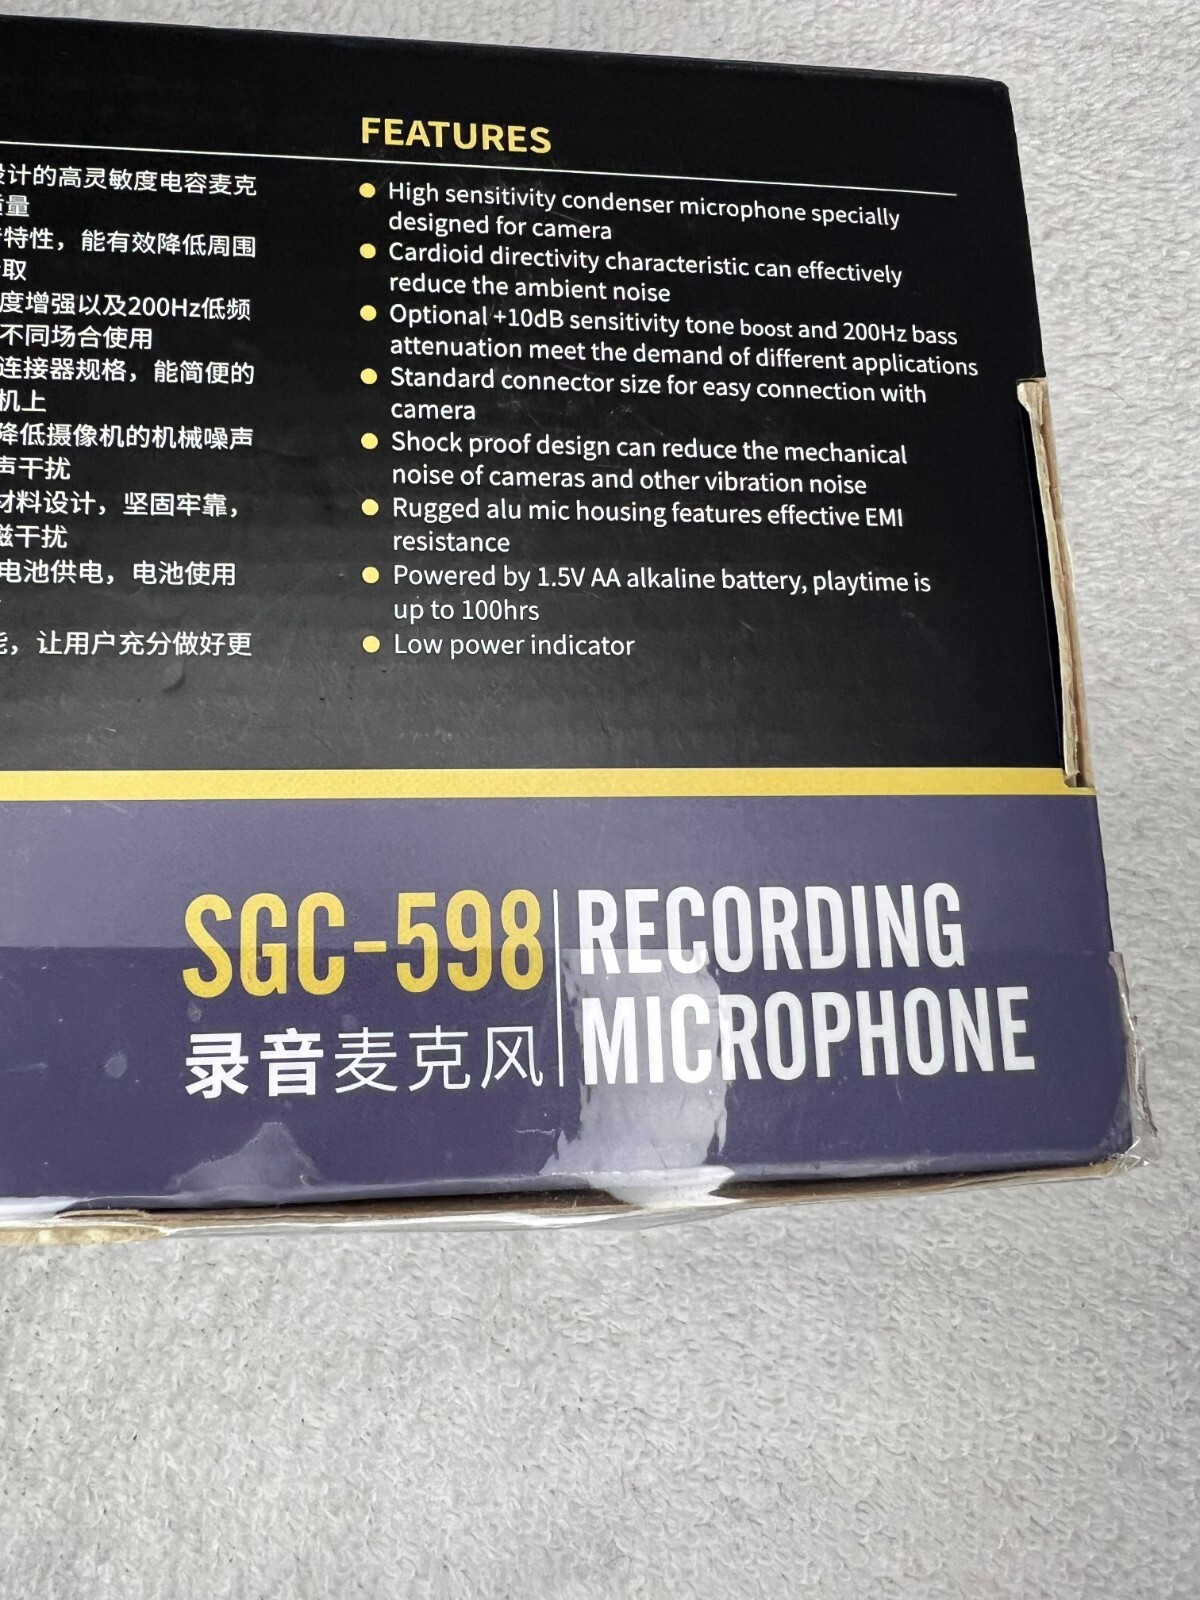 FEATURES
设计的高灵敏度电容麦克
质量
特性，能有效降低周围
取
度增强以及200Hz低频
不同场合使用
连接器规格，能简便的
机上
降低摄像机的机械噪声
声干扰
材料设计，坚固牢靠，
磁干扰
电池供电，电池使用
能，让用户充分做好更
High sensitivity condenser microphone specially
designed for camera
Cardioid directivity characteristic can effectively
reduce the ambient noise
Optional +10dB sensitivity tone boost and 200Hz bass
attenuation meet the demand of different applications
Standard connector size for easy connection with
camera
Shock proof design can reduce the mechanical
noise of cameras and other vibration noise
Rugged alu mic housing features effective EMI
resistance
Powered by 1.5V AA alkaline battery, playtime is
up to 100hrs
Low power indicator
SGC-598
录音麦克风
RECORDING
MICROPHONE